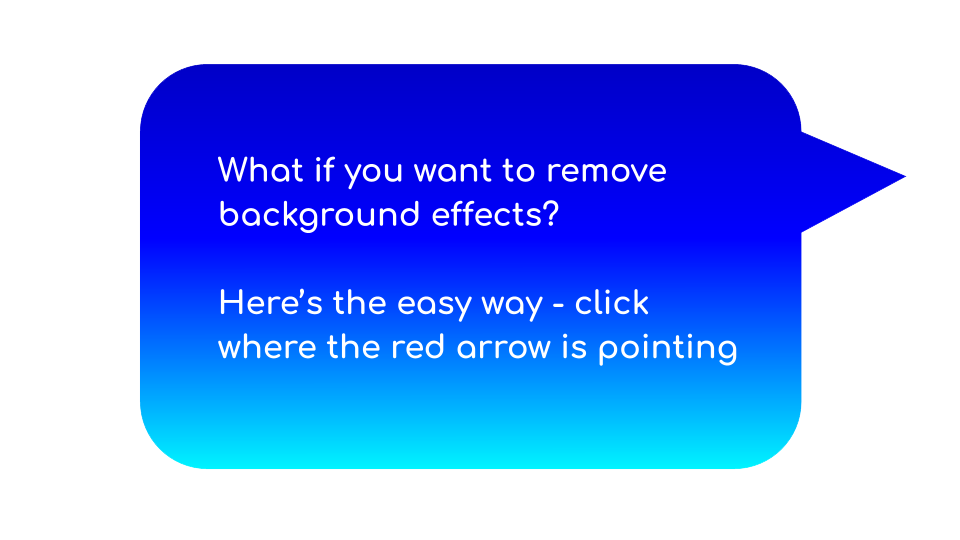 What if you want to remove
background effects?
Here’s the easy way - click
where the red arrow is pointing